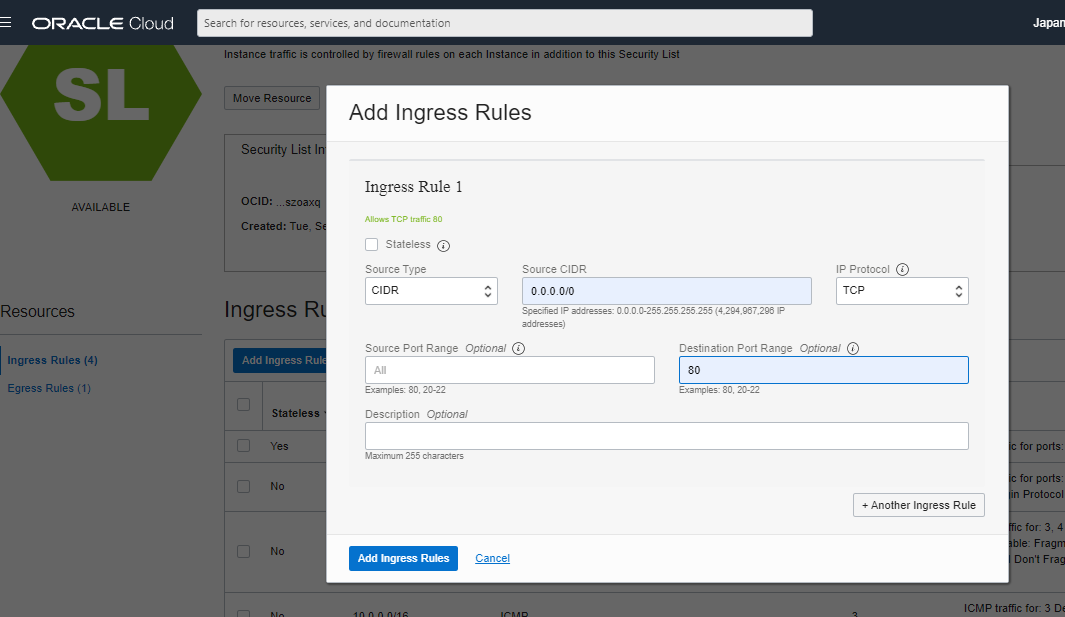 ORACLE Cloud
Search for resources, services, and documentation
Japan
Instance traffic is controlled by firewall rules on each Instance in addition to this Security List
SL
Move Resource
AVAILABLE
Security List In
OCID: ...szoaxq
Created: Tue, Se
Resources
Ingress Rules (4)
Egress Rules (1)
Ingress Ru
Add Ingress Rule
Stateless
Yes
No
No
No
10.0.0.0/16
ICMP
3
ic for ports:
ic for ports:
in Protocol
ffic for: 3, 4
able: Fragm
Don't Frag
ICMP traffic for: 3 De
Add Ingress Rules
Ingress Rule 1
Allows TCP traffic 80
Stateless
Source Type
Source CIDR
IP Protocol
CIDR
0.0.0.0/0
TCP
Specified IP addresses: 0.0.0.0-255.255.255.255 (4,294,967,296 IP
addresses)
Source Port Range Optional
Destination Port Range Optional
All
80
Examples: 80, 20-22
Examples: 80, 20-22
Description Optional
Maximum 255 characters
+ Another Ingress Rule
Add Ingress Rules
Cancel